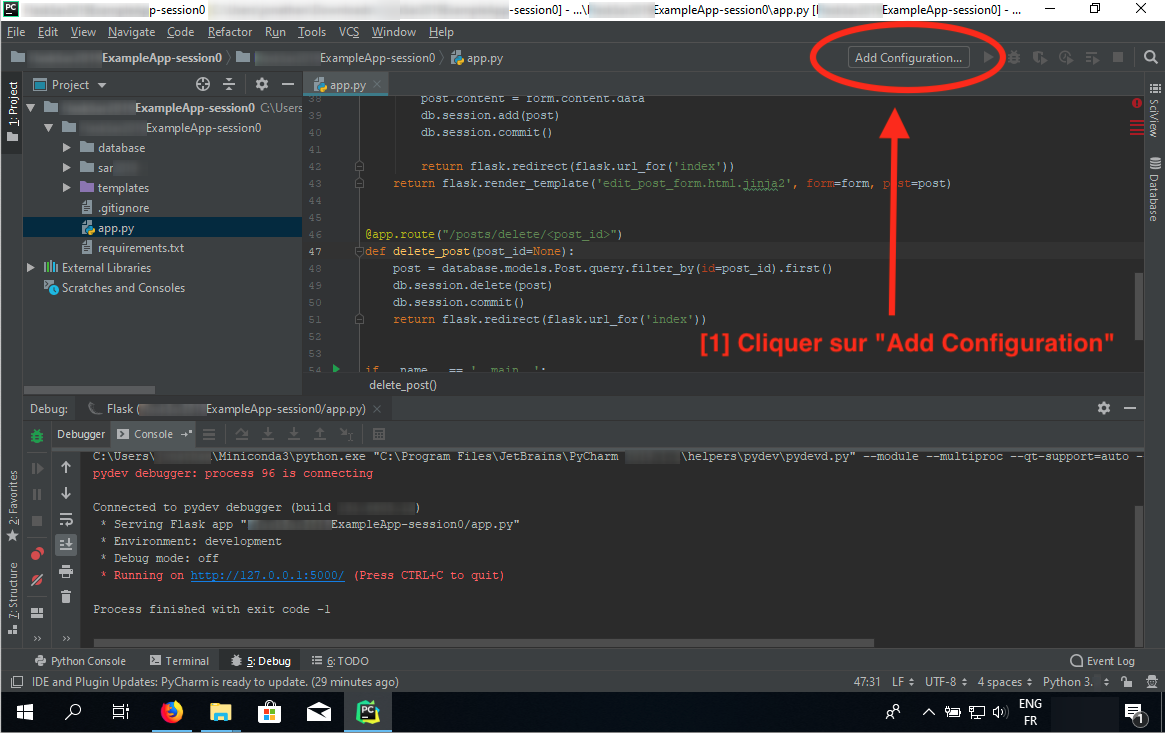 PC p-session0 -session0] - ...\ ExampleApp-session0\app.py [ ExampleApp-session0] - ...
File Edit View Navigate Code Refactor Run Tools VCS Window Help
ExampleApp-session0 ExampleApp-session0 app.py Add Configuration...
1: Project
Project
app.py
ExampleApp-session0 C:\Users
ExampleApp-session0
database
sar
templates
.gitignore
app.py
requirements.txt
External Libraries
Scratches and Consoles
38 post.content = form.content.data
39 db.session.add(post)
40 db.session.commit()
41
42 return flask.redirect(flask.url_for('index'))
43 return flask.render_template('edit_post_form.html.jinja2', form=form, post=post)
44
45
46 @app.route("/posts/delete/<post_id>")
47 def delete_post(post_id=None):
48 post = database.models.Post.query.filter_by(id=post_id).first()
49 db.session.delete(post)
50 db.session.commit()
51 return flask.redirect(flask.url_for('index'))
52
53
54 if __name__ == '__main__':
delete_post()
[1] Cliquer sur "Add Configuration"
SciView
Database
Debug: Flask ( ExampleApp-session0/app.py)
Debugger Console
C:\Users\ \Miniconda3\python.exe "C:\Program Files\JetBrains\PyCharm \helpers\pydev\pydevd.py" --module --multiproc --qt-support=auto -
pydev debugger: process 96 is connecting
Connected to pydev debugger (build )
* Serving Flask app " ExampleApp-session0/app.py"
* Environment: development
* Debug mode: off
* Running on http://127.0.0.1:5000/ (Press CTRL+C to quit)
Process finished with exit code -1
2: Favorites
7: Structure
Python Console Terminal 5: Debug 6: TODO Event Log
IDE and Plugin Updates: PyCharm is ready to update. (29 minutes ago) 47:31 LF UTF-8 4 spaces Python 3.
PC
ENG
FR
1